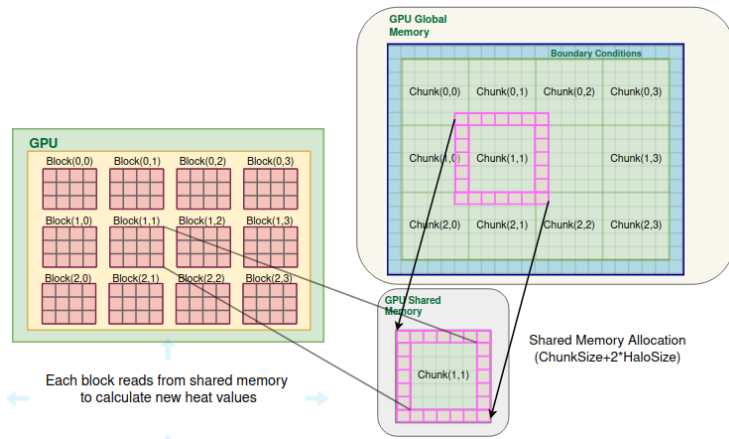 GPU Global
Memory
Boundary Conditions
Chunk(0,0) Chunk(0,1) Chunk(0,2) Chunk(0,3)
Chunk(1,0) Chunk(1,1) Chunk(1,3)
Chunk(2,0) Chunk(2,1) Chunk(2,2) Chunk(2,3)
GPU
Block(0,0) Block(0,1) Block(0,2) Block(0,3)
Block(1,0) Block(1,1) Block(1,2) Block(1,3)
Block(2,0) Block(2,1) Block(2,2) Block(2,3)
Each block reads from shared memory
to calculate new heat values
GPU Shared
Memory
Chunk(1,1)
Shared Memory Allocation
(ChunkSize+2*HaloSize)